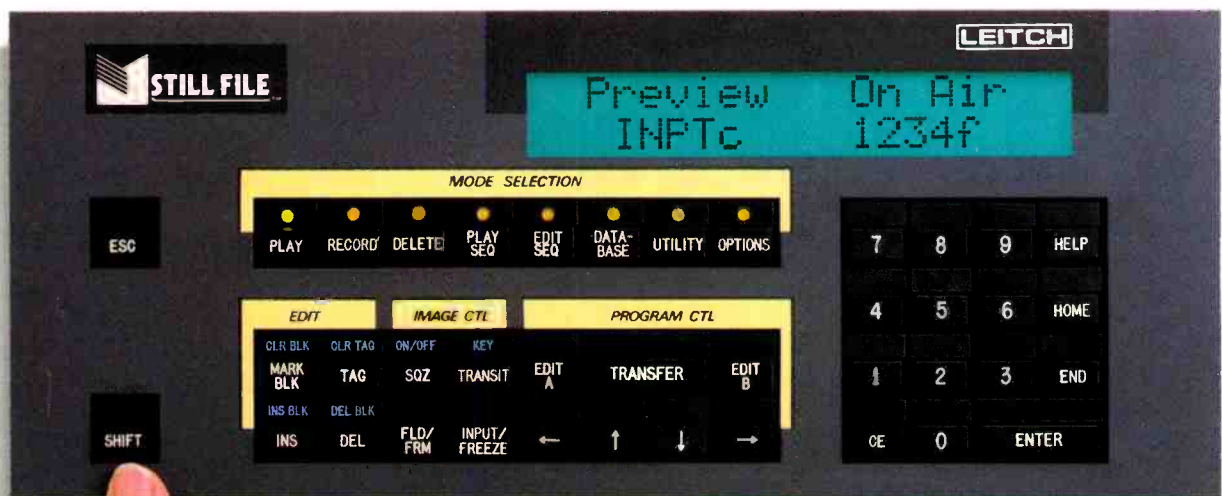 LEITCH
STILL FILE
Preview On Air
INPTc 1234f
MODE SELECTION
PLAY RECORD DELETE PLAY SEQ EDIT SEQ DATA-BASE UTILITY OPTIONS
ESC
7 8 9 HELP
4 5 6 HOME
1 2 3 END
CE 0 ENTER
EDIT IMAGE CTL PROGRAM CTL
CLR BLK CLR TAG ON/OFF KEY
MARK BLK TAG SQZ TRANSIT EDIT A TRANSFER EDIT B
INS BLK DEL BLK
INS DEL FLD/FRM INPUT/FREEZE ← ↑ ↓ →
SHIFT